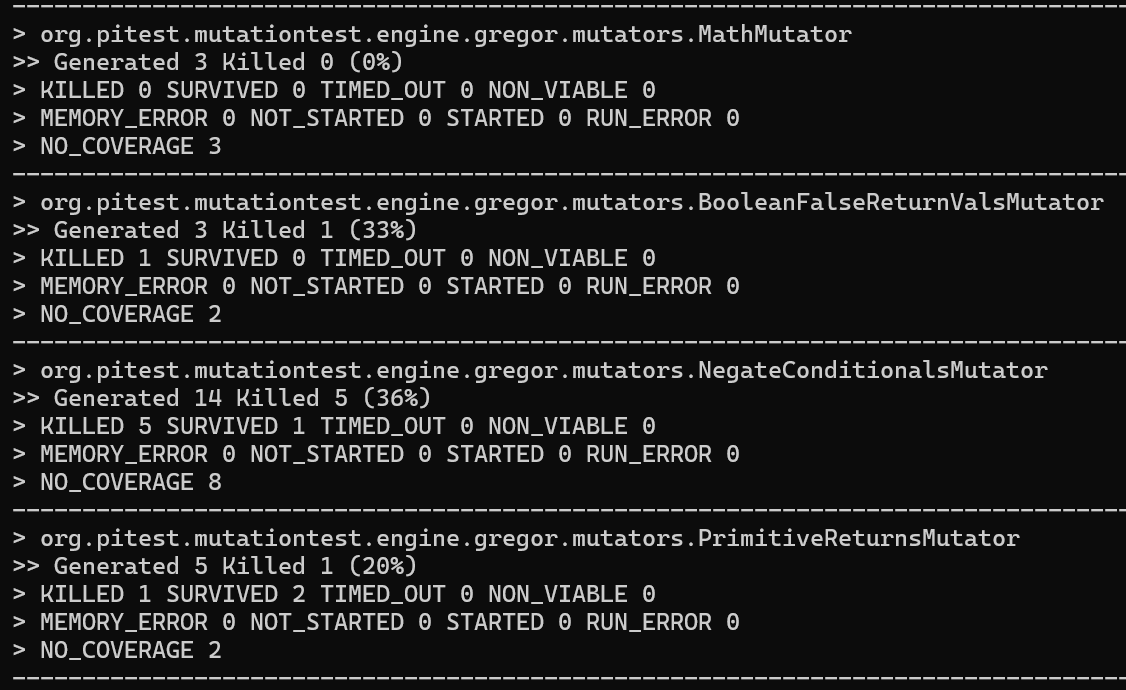 --------------------------------------------------------------------------------
> org.pitest.mutationtest.engine.gregor.mutators.MathMutator
>> Generated 3 Killed 0 (0%)
> KILLED 0 SURVIVED 0 TIMED_OUT 0 NON_VIABLE 0
> MEMORY_ERROR 0 NOT_STARTED 0 STARTED 0 RUN_ERROR 0
> NO_COVERAGE 3
--------------------------------------------------------------------------------
> org.pitest.mutationtest.engine.gregor.mutators.BooleanFalseReturnValsMutator
>> Generated 3 Killed 1 (33%)
> KILLED 1 SURVIVED 0 TIMED_OUT 0 NON_VIABLE 0
> MEMORY_ERROR 0 NOT_STARTED 0 STARTED 0 RUN_ERROR 0
> NO_COVERAGE 2
--------------------------------------------------------------------------------
> org.pitest.mutationtest.engine.gregor.mutators.NegateConditionalsMutator
>> Generated 14 Killed 5 (36%)
> KILLED 5 SURVIVED 1 TIMED_OUT 0 NON_VIABLE 0
> MEMORY_ERROR 0 NOT_STARTED 0 STARTED 0 RUN_ERROR 0
> NO_COVERAGE 8
--------------------------------------------------------------------------------
> org.pitest.mutationtest.engine.gregor.mutators.PrimitiveReturnsMutator
>> Generated 5 Killed 1 (20%)
> KILLED 1 SURVIVED 2 TIMED_OUT 0 NON_VIABLE 0
> MEMORY_ERROR 0 NOT_STARTED 0 STARTED 0 RUN_ERROR 0
> NO_COVERAGE 2
--------------------------------------------------------------------------------